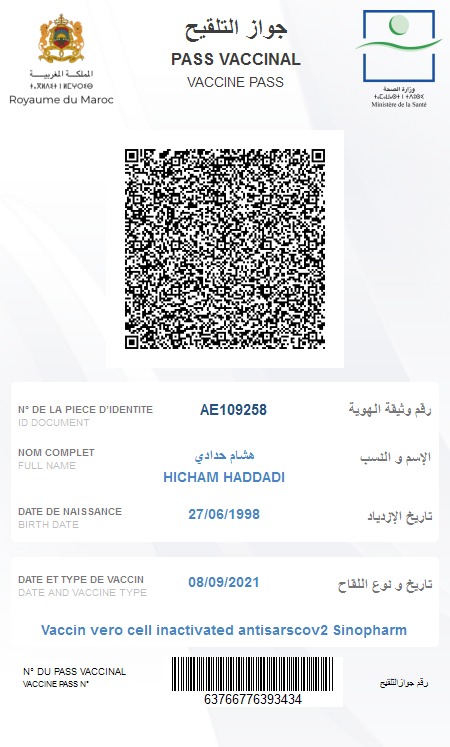 جواز التلقيح
PASS VACCINAL
VACCINE PASS
المملكة المغربية
ⵜⴰⴳⵍⴷⵉⵜ ⵏ ⵍⵎⵖⵔⵉⴱ
Royaume du Maroc
وزارة الصحة
ⵜⴰⵎⴰⵡⴰⵙⵜ ⵏ ⵜⴷⵓⵙⵉ
Ministère de la Santé
N° DE LA PIECE D'IDENTITE AE109258 رقم وثيقة الهوية
ID DOCUMENT
NOM COMPLET هشام حدادي الإسم و النسب
FULL NAME HICHAM HADDADI
DATE DE NAISSANCE 27/06/1998 تاريخ الإزدياد
BIRTH DATE
DATE ET TYPE DE VACCIN 08/09/2021 تاريخ و نوع اللقاح
DATE AND VACCINE TYPE
Vaccin vero cell inactivated antisarscov2 Sinopharm
N° DU PASS VACCINAL رقم جوازالتلقيح
VACCINE PASS N°
63766776393434